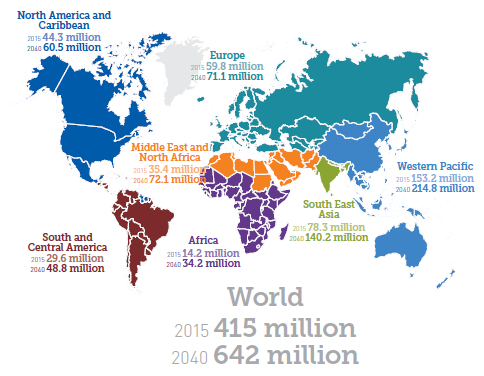 North America and
Caribbean
2015 44.3 million
2040 60.5 million
Europe
2015 59.8 million
2040 71.1 million
Middle East and
North Africa
2015 35.4 million
2040 72.1 million
Western Pacific
2015 153.2 million
2040 214.8 million
South East
Asia
2015 78.3 million
2040 140.2 million
South and
Central America
2015 29.6 million
2040 48.8 million
Africa
2015 14.2 million
2040 34.2 million
World
2015 415 million
2040 642 million